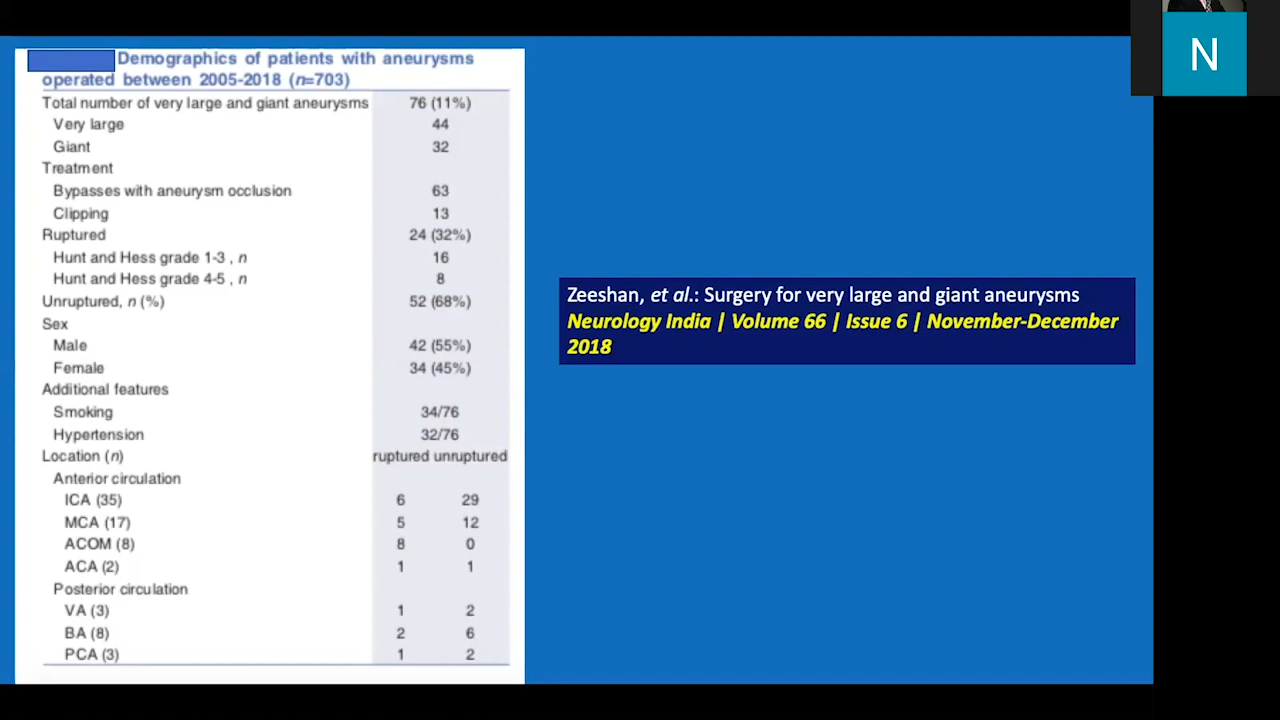 Demographics of patients with aneurysms
operated between 2005-2018 (n=703)
Total number of very large and giant aneurysms 76 (11%)
Very large 44
Giant 32
Treatment
Bypasses with aneurysm occlusion 63
Clipping 13
Ruptured 24 (32%)
Hunt and Hess grade 1-3 , n 16
Hunt and Hess grade 4-5 , n 8
Unruptured, n (%) 52 (68%)
Sex
Male 42 (55%)
Female 34 (45%)
Additional features
Smoking 34/76
Hypertension 32/76
Location (n) ruptured unruptured
Anterior circulation
ICA (35) 6 29
MCA (17) 5 12
ACOM (8) 8 0
ACA (2) 1 1
Posterior circulation
VA (3) 1 2
BA (8) 2 6
PCA (3) 1 2
Zeeshan, et al.: Surgery for very large and giant aneurysms
Neurology India | Volume 66 | Issue 6 | November-December
2018
N